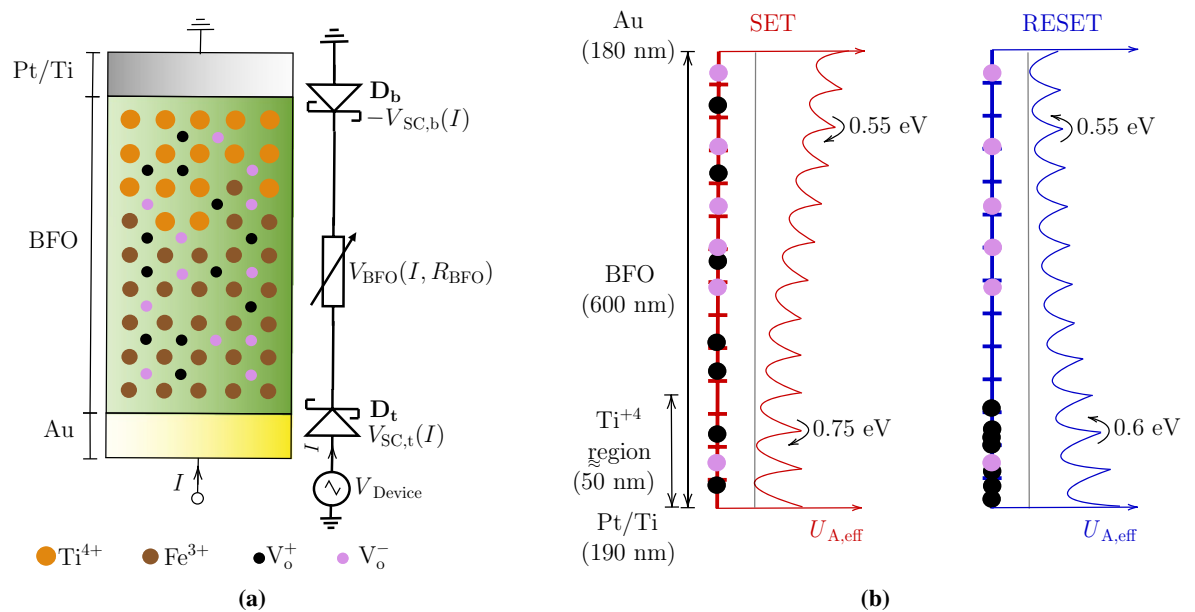 Pt/Ti
BFO
Au
I
D_b
−V_SC,b(I)
V_BFO(I, R_BFO)
D_t
V_SC,t(I)
I
V_Device
Ti^4+
Fe^3+
V_o^+
V_o^−
(a)
Au
(180 nm)
BFO
(600 nm)
Ti^+4
region
(≈50 nm)
Pt/Ti
(190 nm)
SET
0.55 eV
0.75 eV
U_A,eff
RESET
0.55 eV
0.6 eV
U_A,eff
(b)